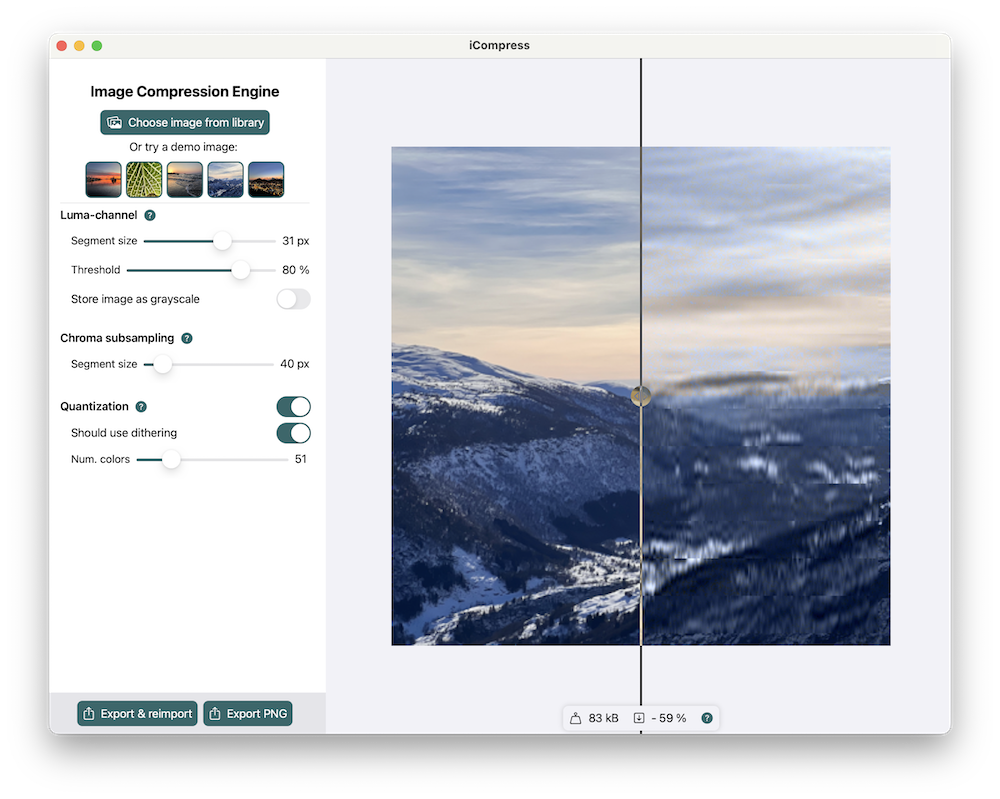 iCompress
Image Compression Engine
Choose image from library
Or try a demo image:
Luma-channel ?
Segment size 31 px
Threshold 80 %
Store image as grayscale
Chroma subsampling ?
Segment size 40 px
Quantization ?
Should use dithering
Num. colors 51
Export & reimport Export PNG
83 kB - 59 % ?